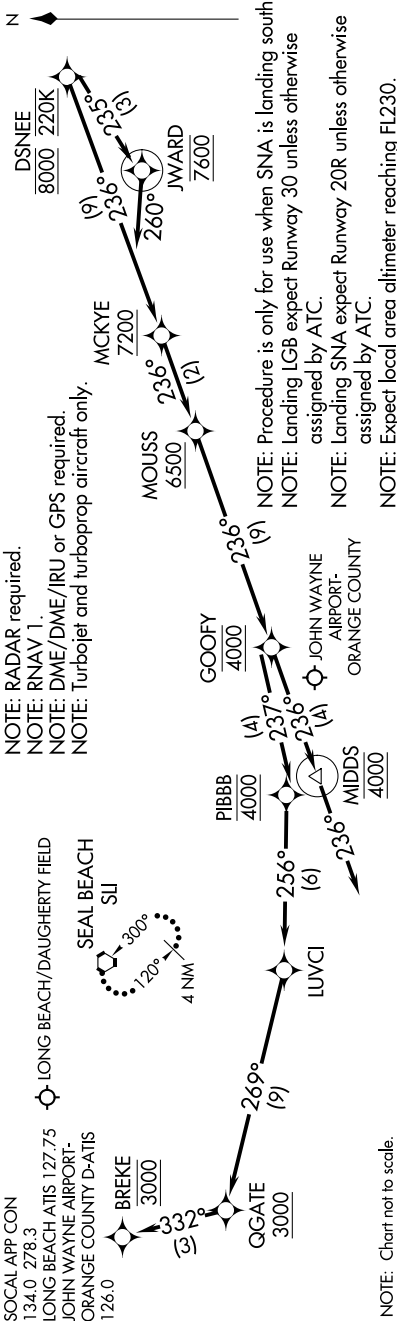 SOCAL APP CON
134.0 278.3
LONG BEACH ATIS 127.75
JOHN WAYNE AIRPORT-
ORANGE COUNTY D-ATIS
126.0
LONG BEACH/DAUGHERTY FIELD
SEAL BEACH
SLI
300°
120°
4 NM
NOTE: RADAR required.
NOTE: RNAV 1.
NOTE: DME/DME/IRU or GPS required.
NOTE: Turbojet and turboprop aircraft only.
N
DSNEE
8000 220K
235°
(3)
JWARD
7600
260°
(9)
236°
MCKYE
7200
236°
(2)
MOUSS
6500
236°
(9)
GOOFY
4000
JOHN WAYNE
AIRPORT-
ORANGE COUNTY
(4)
237°
236°
(4)
PIBBB
4000
MIDDS
4000
236°
256°
(6)
LUVCI
269°
(9)
QGATE
3000
332°
(3)
BREKE
3000
NOTE: Procedure is only for use when SNA is landing south
NOTE: Landing LGB expect Runway 30 unless otherwise
assigned by ATC.
NOTE: Landing SNA expect Runway 20R unless otherwise
assigned by ATC.
NOTE: Expect local area altimeter reaching FL230.
NOTE: Chart not to scale.